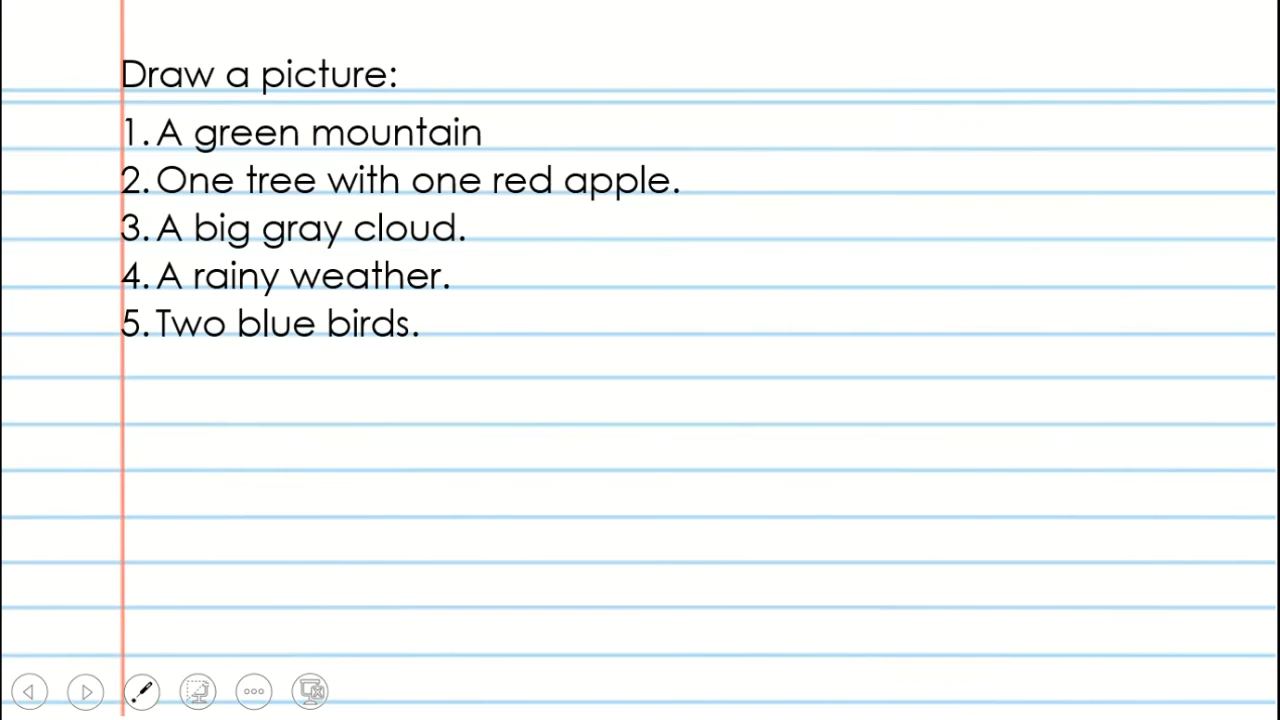 Draw a picture:
1. A green mountain
2. One tree with one red apple.
3. A big gray cloud.
4. A rainy weather.
5. Two blue birds.